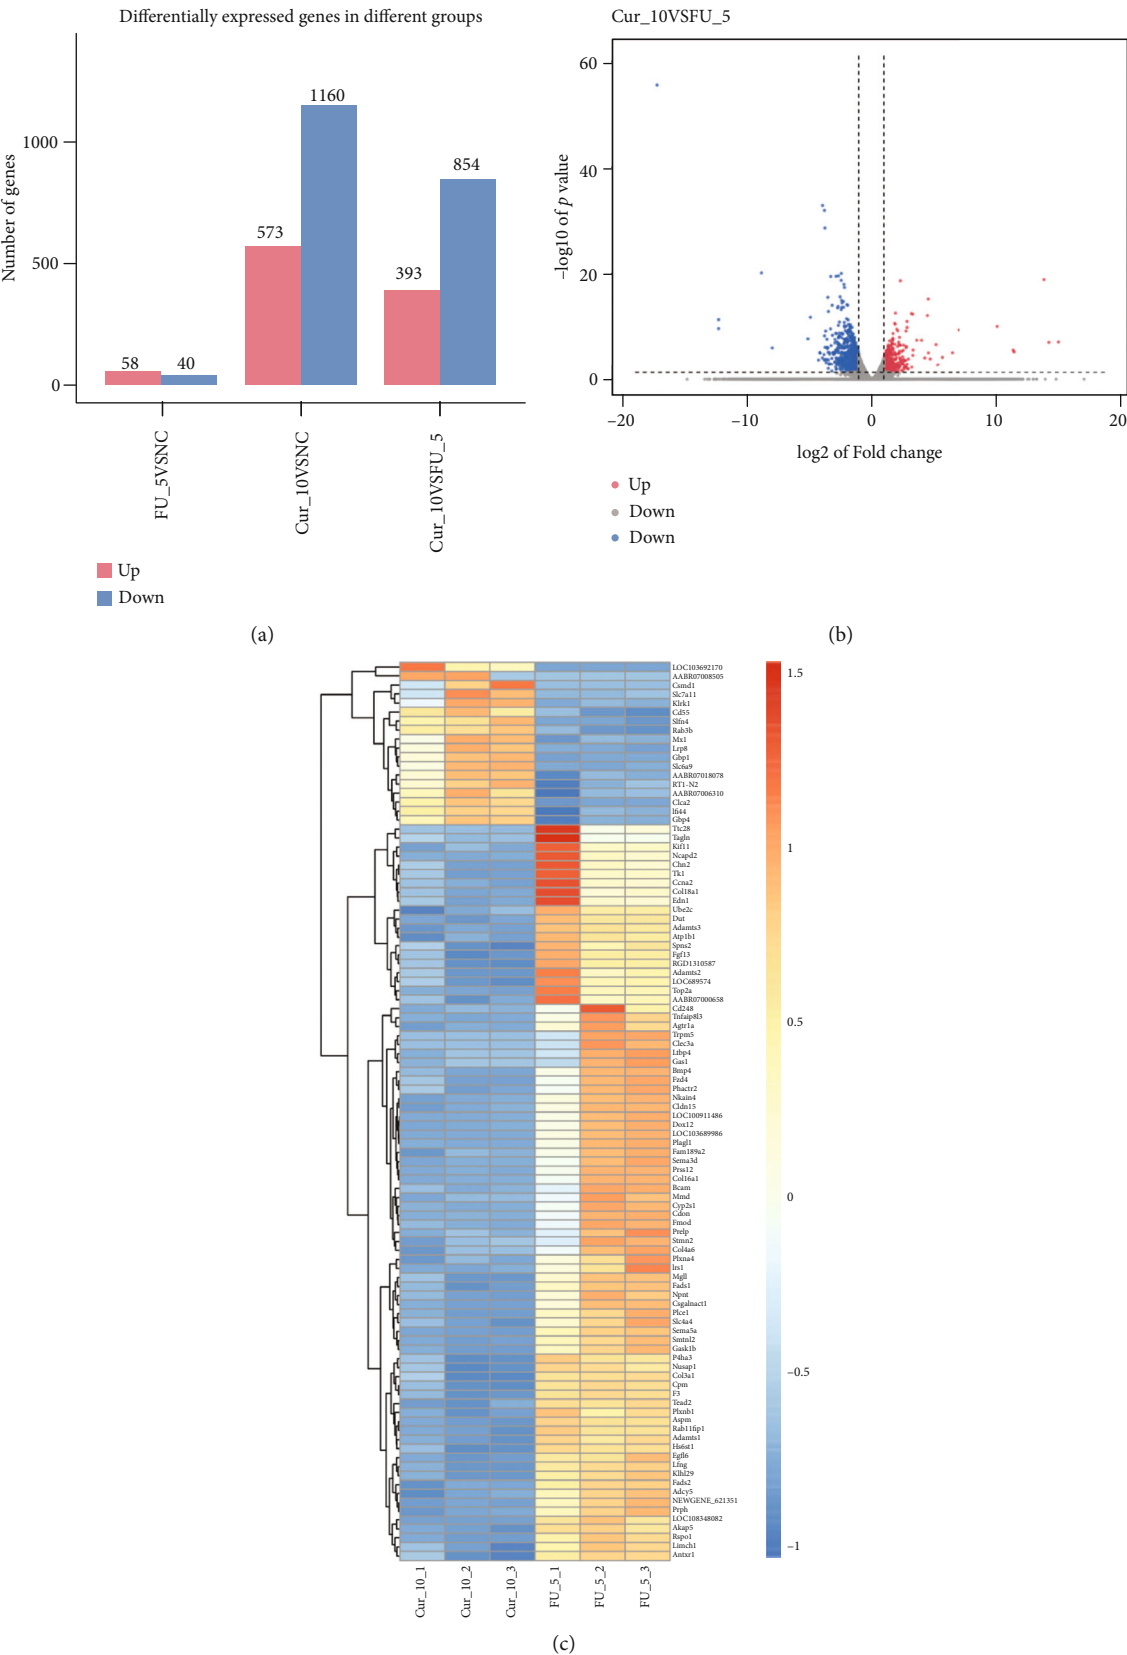 Differentially expressed genes in different groups
Number of genes
1000
500
0
58
40
573
1160
393
854
FU_5VSNC
Cur_10VSNC
Cur_10VSFU_5
Up
Down
(a)
Cur_10VSFU_5
−log10 of p value
60
40
20
0
−20
−10
0
10
20
log2 of Fold change
Up
Down
Down
(b)
LOC103692170
AABR07008505
Csmd1
Slc7a11
Klrk1
Cd55
Slfn4
Rab3b
Mx1
Lrp8
Gbp1
Slc6a9
AABR07018078
RT1-N2
AABR07006310
Clca2
Ifi44
Gbp4
Ttc28
Tagln
Kif11
Ncapd2
Chn2
Tk1
Ccna2
Col18a1
Edn1
Ube2c
Dut
Adamts3
Atp1b1
Spns2
Fgf13
RGD1310587
Adamts2
LOC689574
Top2a
AABR07000658
Cd248
Tnfaip8l3
Agtr1a
Trpm5
Clec3a
Ltbp4
Gas1
Bmp4
Fzd4
Phactr2
Nkain4
Cldn15
LOC100911486
Dox12
LOC103689986
Plagl1
Fam189a2
Sema3d
Prss12
Col16a1
Bcam
Mmd
Cyp2s1
Cdon
Fmod
Prelp
Stmn2
Col4a6
Plxna4
Irs1
Mgll
Fads1
Npnt
Csgalnact1
Plce1
Slc4a4
Sema5a
Smtnl2
Gask1b
P4ha3
Nusap1
Col3a1
Cpm
F3
Tead2
Plxnb1
Aspm
Rab11fip1
Adamts1
Hs6st1
Egfl6
Lfng
Klhl29
Fads2
Adcy5
NEWGENE_621351
Prph
LOC108348082
Akap5
Rspo1
Limch1
Antxr1
1.5
1
0.5
0
−0.5
−1
Cur_10_1
Cur_10_2
Cur_10_3
FU_5_1
FU_5_2
FU_5_3
(c)